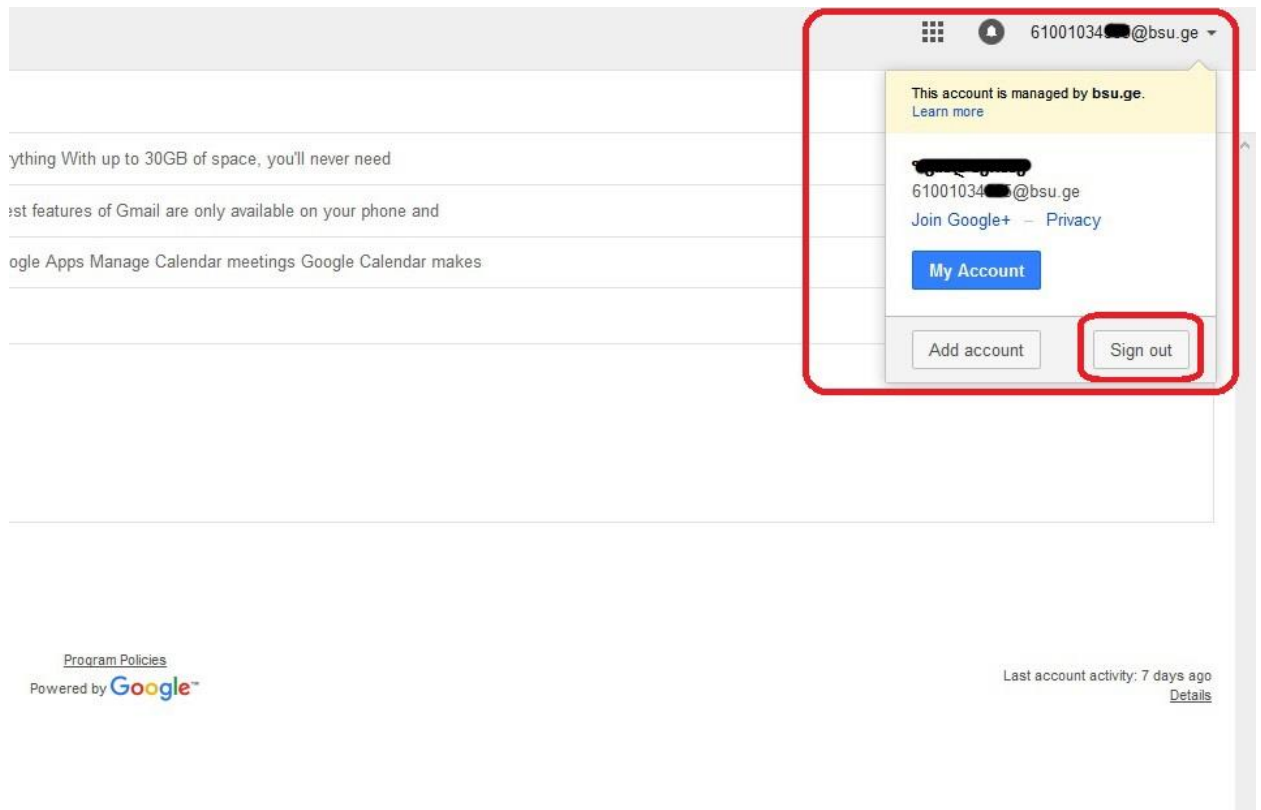 61001034@bsu.ge
This account is managed by bsu.ge.
Learn more
ything With up to 30GB of space, you'll never need
61001034 5@bsu.ge
est features of Gmail are only available on your phone and
Join Google+ – Privacy
ogle Apps Manage Calendar meetings Google Calendar makes
My Account
Add account Sign out
Program Policies
Powered by Google™
Last account activity: 7 days ago
Details